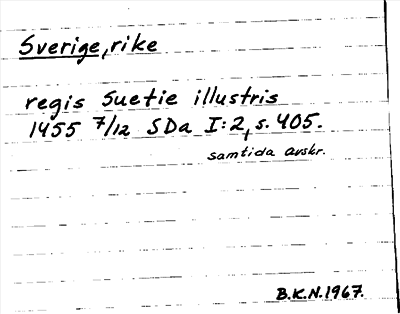 Sverige, rike
regis Suetie illustris
1455 7/12 SDa I:2, s. 405.
samtida avskr.
B.K.N.1967.